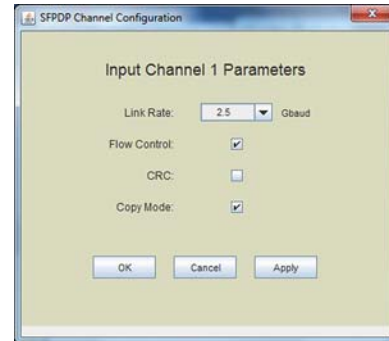 SFPDP Channel Configuration
Input Channel 1 Parameters
Link Rate: 2.5 Gbaud
Flow Control:
CRC:
Copy Mode:
OK Cancel Apply